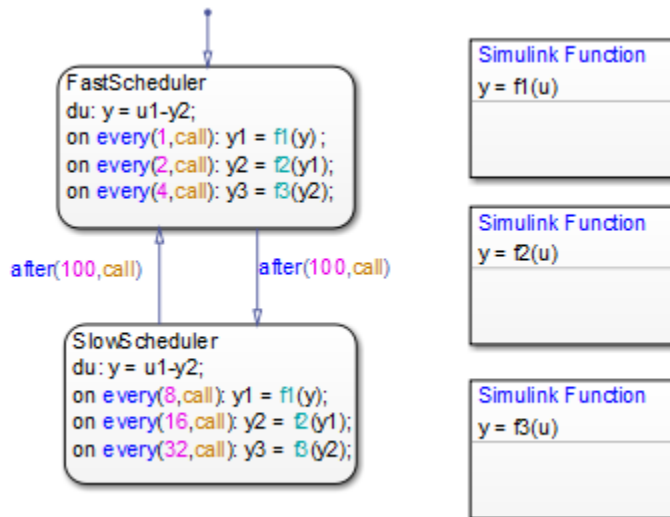 FastScheduler
du: y = u1-y2;
on every(1,call): y1 = f1(y) ;
on every(2,call): y2 = f2(y1);
on every(4,call): y3 = f3(y2);
after(100,call)
after(100,call)
SlowScheduler
du: y = u1-y2;
on every(8,call): y1 = f1(y);
on every(16,call): y2 = f2(y1);
on every(32,call): y3 = f3(y2);
Simulink Function
y = f1(u)
Simulink Function
y = f2(u)
Simulink Function
y = f3(u)